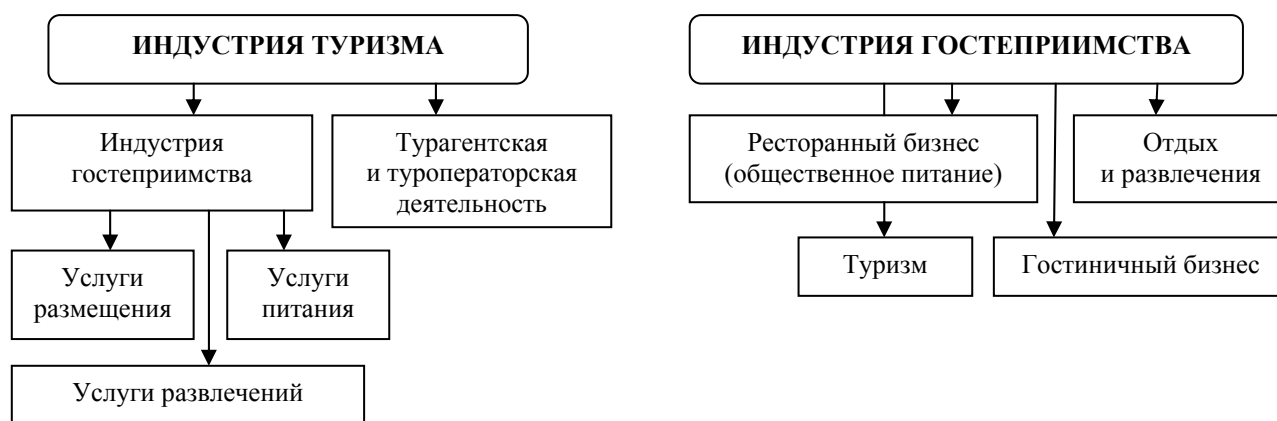 ИНДУСТРИЯ ТУРИЗМА
Индустрия
гостеприимства
Турагентская
и туроператорская
деятельность
Услуги
размещения
Услуги
питания
Услуги развлечений
ИНДУСТРИЯ ГОСТЕПРИИМСТВА
Ресторанный бизнес
(общественное питание)
Отдых
и развлечения
Туризм
Гостиничный бизнес